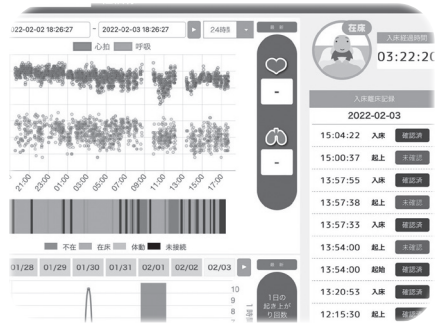 2022-02-02 18:26:27 - 2022-02-03 18:26:27 24時間
心拍 呼吸
21:00 23:00 01:00 03:00 05:00 07:00 09:00 11:00 13:00 15:00 17:00
不在 在床 体動 未接続
01/28 01/29 01/30 01/31 02/01 02/02 02/03
10
9
8
7
1日の
起き上が
り回数
在床
入床経過時間
03:22:20
入床離床記録
2022-02-03
15:04:22 入床 確認済
15:00:37 起上 未確認
13:57:55 入床 確認済
13:57:38 起上 未確認
13:57:33 入床 確認済
13:54:00 起上 未確認
13:54:00 起始 確認済
13:20:53 入床 確認済
12:15:30 起上